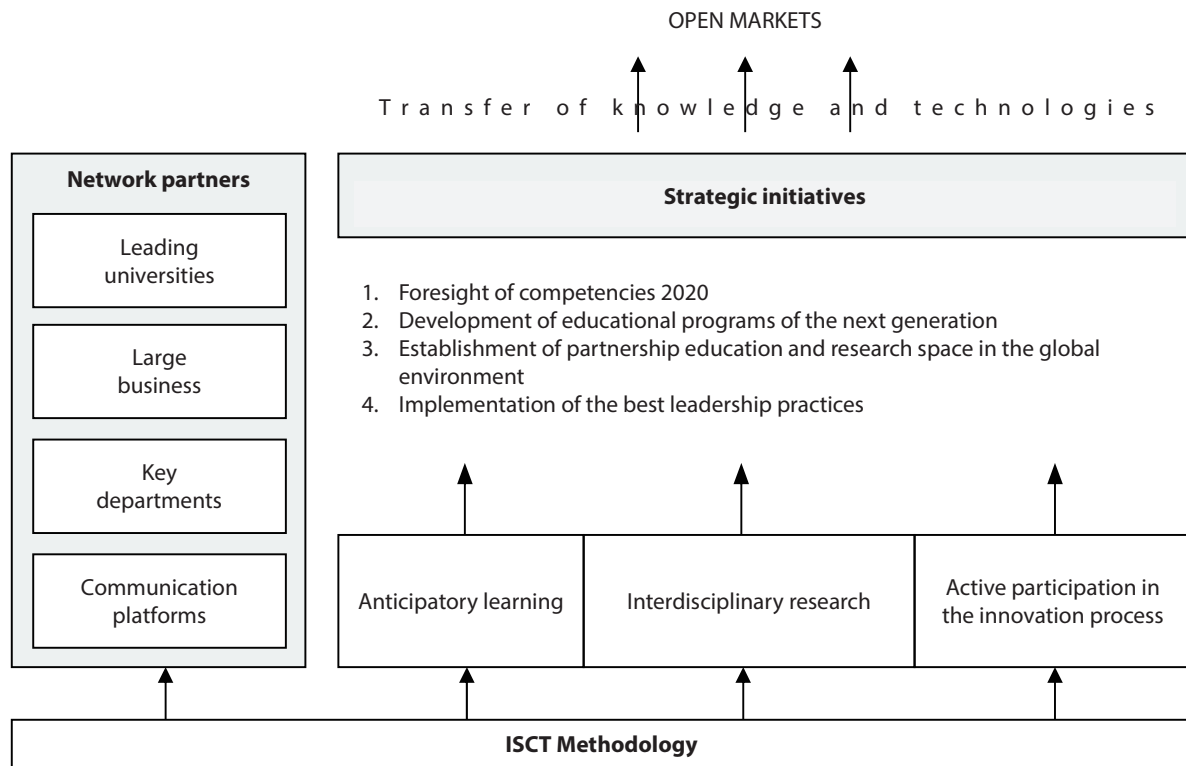 OPEN MARKETS
Transfer of knowledge and technologies
Network partners
Leading
universities
Large
business
Key
departments
Communication
platforms
Strategic initiatives
1. Foresight of competencies 2020
2. Development of educational programs of the next generation
3. Establishment of partnership education and research space in the global
environment
4. Implementation of the best leadership practices
Anticipatory learning
Interdisciplinary research
Active participation in
the innovation process
ISCT Methodology